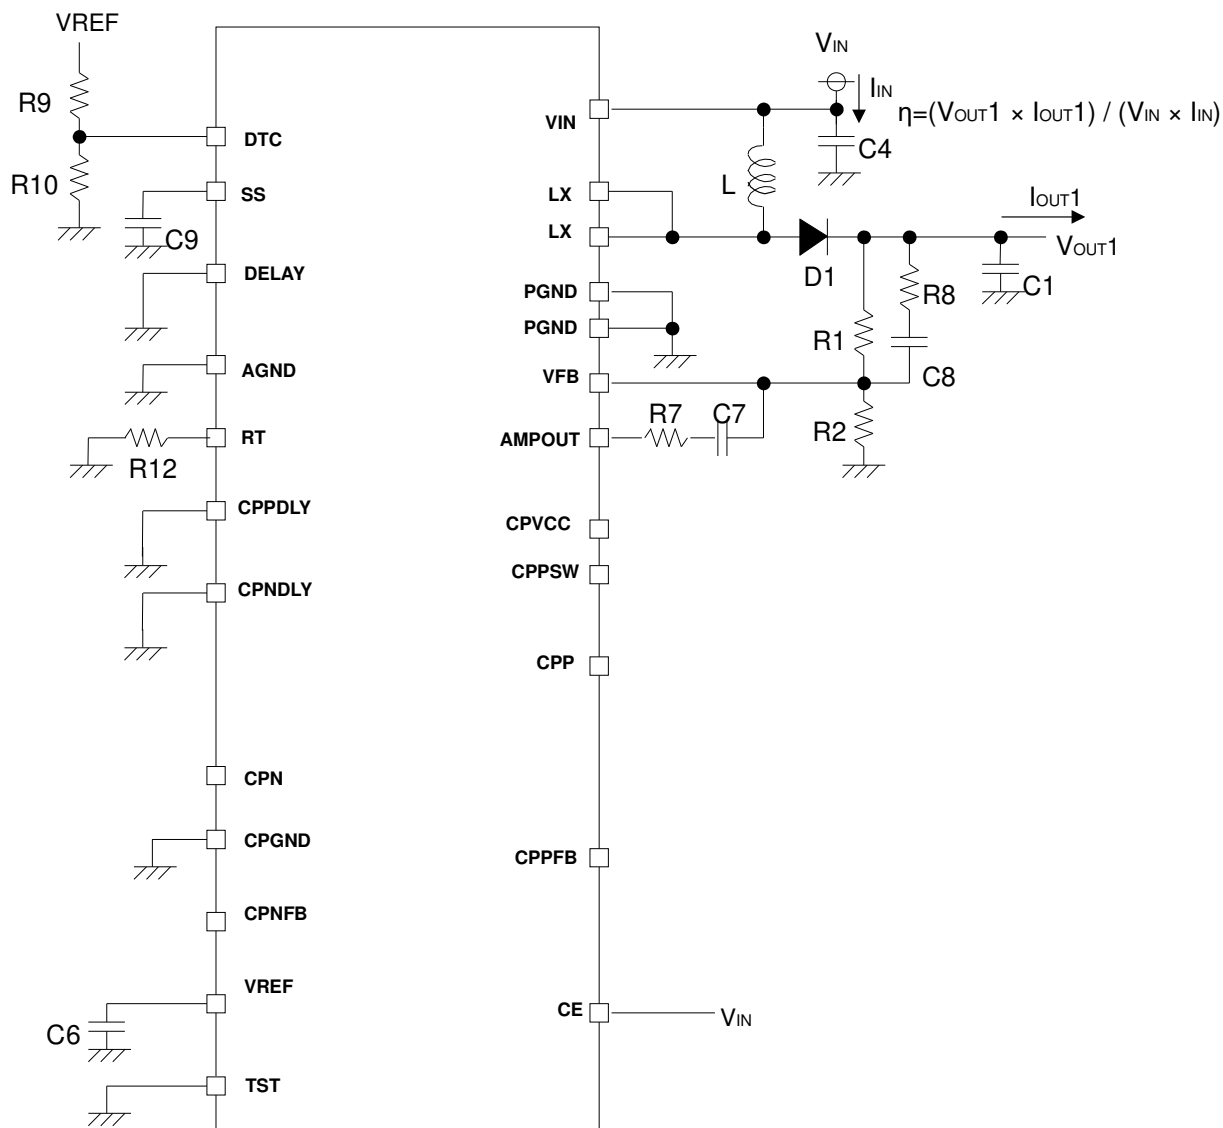 VREF
R9
R10
C9
R12
C6
DTC
SS
DELAY
AGND
RT
CPPDLY
CPNDLY
CPN
CPGND
CPNFB
VREF
TST
VIN
LX
LX
PGND
PGND
VFB
AMPOUT
CPVCC
CPPSW
CPP
CPPFB
CE
VIN
IIN
η=(VOUT1 × IOUT1) / (VIN × IIN)
C4
L
IOUT1
VOUT1
D1
R8
C1
R1
C8
R7
C7
R2
VIN